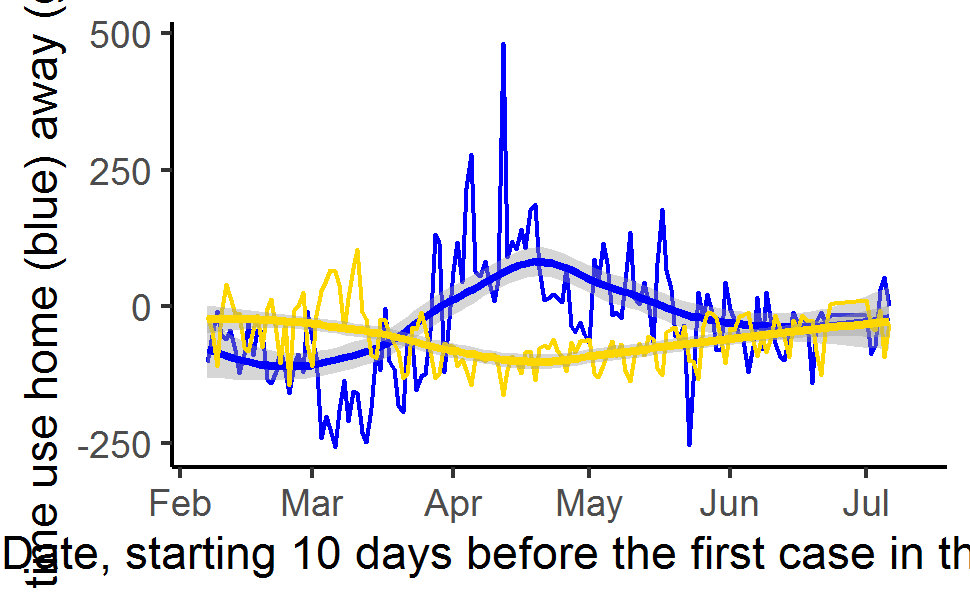 time use home (blue) away (
500
250
0
-250
Feb Mar Apr May Jun Jul
Date, starting 10 days before the first case in th